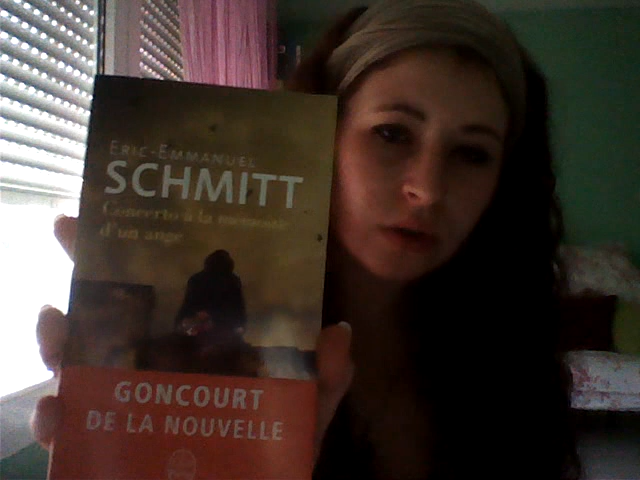 ERIC-EMMANUEL
SCHMITT
Concerto à la mémoire
d'un ange
GONCOURT
DE LA NOUVELLE